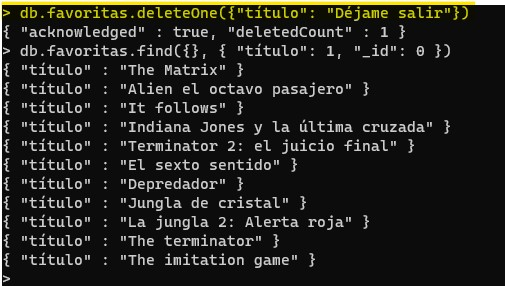 > db.favoritas.deleteOne({"título": "Déjame salir"})
{ "acknowledged" : true, "deletedCount" : 1 }
> db.favoritas.find({}, { "título": 1, "_id": 0 })
{ "título" : "The Matrix" }
{ "título" : "Alien el octavo pasajero" }
{ "título" : "It follows" }
{ "título" : "Indiana Jones y la última cruzada" }
{ "título" : "Terminator 2: el juicio final" }
{ "título" : "El sexto sentido" }
{ "título" : "Depredador" }
{ "título" : "Jungla de cristal" }
{ "título" : "La jungla 2: Alerta roja" }
{ "título" : "The terminator" }
{ "título" : "The imitation game" }
>